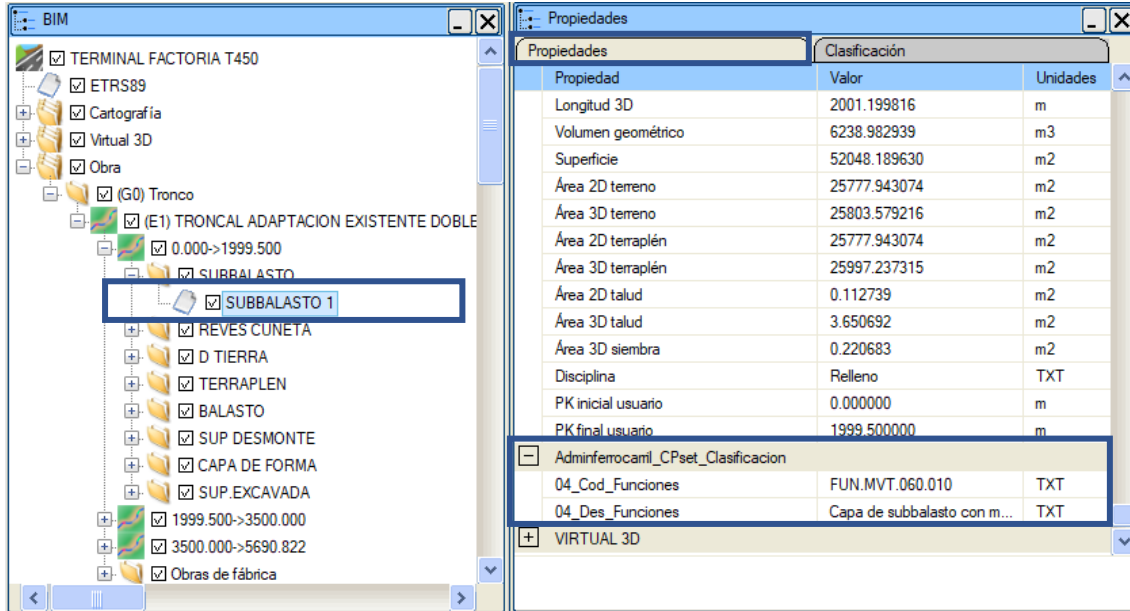 BIM
TERMINAL FACTORIA T450
ETRS89
Cartografía
Virtual 3D
Obra
(G0) Tronco
(E1) TRONCAL ADAPTACION EXISTENTE DOBLE
0.000->1999.500
SUBBALASTO
SUBBALASTO 1
REVES CUNETA
D TIERRA
TERRAPLEN
BALASTO
SUP DESMONTE
CAPA DE FORMA
SUP.EXCAVADA
1999.500->3500.000
3500.000->5690.822
Obras de fábrica
Propiedades
Propiedades Clasificación
Propiedad Valor Unidades
Longitud 3D 2001.199816 m
Volumen geométrico 6238.982939 m3
Superficie 52048.189630 m2
Área 2D terreno 25777.943074 m2
Área 3D terreno 25803.579216 m2
Área 2D terraplén 25777.943074 m2
Área 3D terraplén 25997.237315 m2
Área 2D talud 0.112739 m2
Área 3D talud 3.650692 m2
Área 3D siembra 0.220683 m2
Disciplina Relleno TXT
PK inicial usuario 0.000000 m
PK final usuario 1999.500000 m
Adminferrocarril_CPset_Clasificacion
04_Cod_Funciones FUN.MVT.060.010 TXT
04_Des_Funciones Capa de subbalasto con m... TXT
VIRTUAL 3D